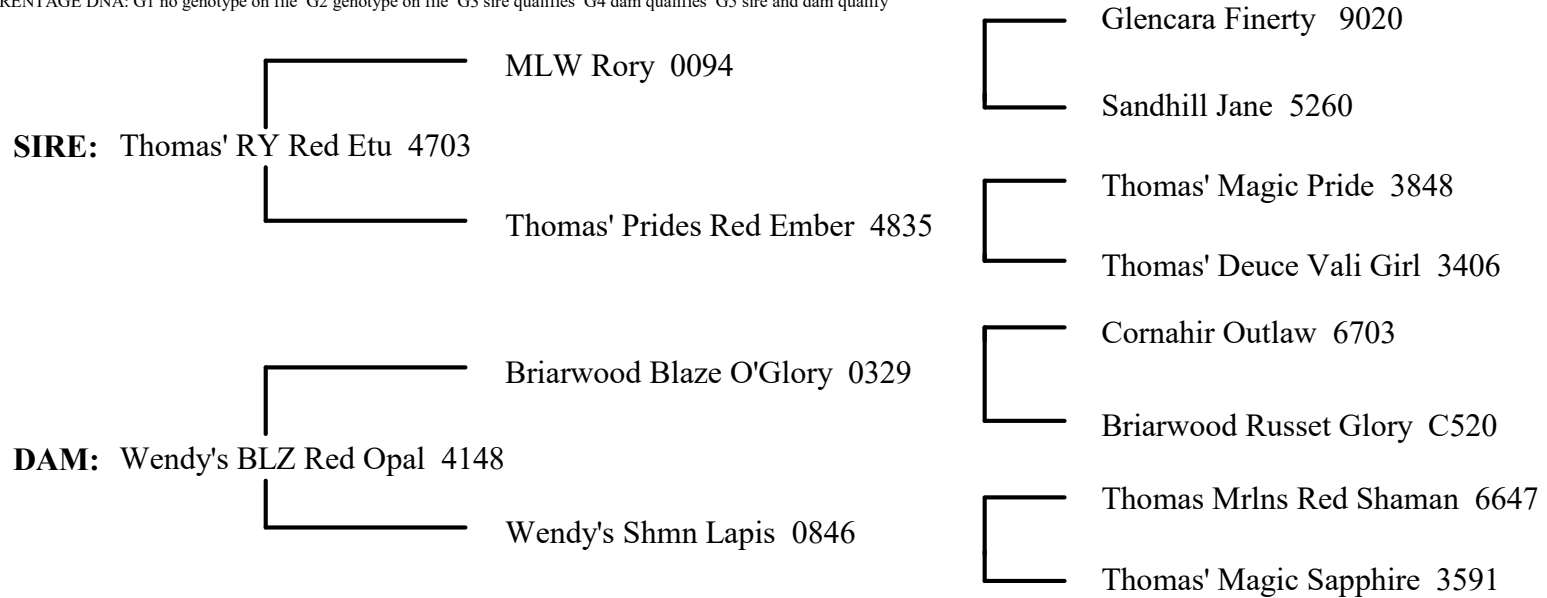 RENTAGE DNA: G1 no genotype on file G2 genotype on file G3 sire qualifies G4 dam qualifies G5 sire and dam qualify
Glencara Finerty 9020
MLW Rory 0094
Sandhill Jane 5260
SIRE: Thomas' RY Red Etu 4703
Thomas' Magic Pride 3848
Thomas' Prides Red Ember 4835
Thomas' Deuce Vali Girl 3406
Cornahir Outlaw 6703
Briarwood Blaze O'Glory 0329
Briarwood Russet Glory C520
DAM: Wendy's BLZ Red Opal 4148
Thomas Mrlns Red Shaman 6647
Wendy's Shmn Lapis 0846
Thomas' Magic Sapphire 3591